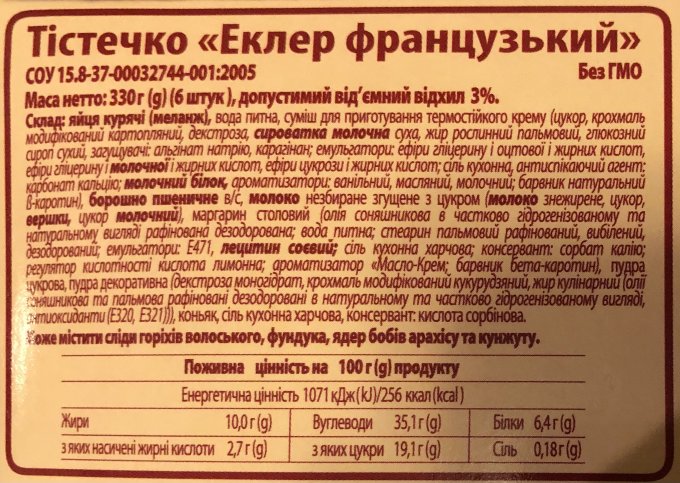 Тістечко «Еклер французький»
СОУ 15.8-37-00032744-001:2005 Без ГМО
Маса нетто: 330 г (g) (6 штук), допустимий від'ємний відхил 3%.
Склад: яйця курячі (меланж), вода питна, суміш для приготування термостійкого крему (цукор, крохмаль
модифікований картопляний, декстроза, сироватка молочна суха, жир рослинний пальмовий, глюкозний
сироп сухий, загущувачі: альгінат натрію, карагінан; емульгатори: ефіри гліцерину і оцтової і жирних кислот,
ефіри гліцерину і молочної і жирних кислот, ефіри цукрози і жирних кислот; сіль кухонна, антиспікаючий агент:
карбонат кальцію; молочний білок, ароматизатори: ванільний, масляний, молочний; барвник натуральний
β-каротин), борошно пшеничне в/с, молоко незбиране згущене з цукром (молоко знежирене, цукор,
вершки, цукор молочний), маргарин столовий (олія соняшникова в частково гідрогенізованому та
натуральному вигляді рафінована дезодорована; вода питна; стеарин пальмовий рафінований, вибілений,
дезодорований; емульгатори: Е471, лецитин соєвий; сіль кухонна харчова; консервант: сорбат калію;
регулятор кислотності кислота лимонна; ароматизатор «Масло-Крем; барвник бета-каротин), пудра
цукрова, пудра декоративна (декстроза моногідрат, крохмаль модифікований кукурудзяний, жир кулінарний (олії
соняшникова та пальмова рафіновані дезодоровані в натуральному та частково гідрогенізованому вигляді,
антиоксиданти (Е320, Е321))), коньяк, сіль кухонна харчова, консервант: кислота сорбінова.
Може містити сліди горіхів волоського, фундука, ядер бобів арахісу та кунжуту.
Поживна цінність на 100 г (g) продукту
Енергетична цінність 1071 кДж (kJ)/256 ккал (kcal)
Жири 10,0 г (g) Вуглеводи 35,1 г (g) Білки 6,4 г (g)
з яких насичені жирні кислоти 2,7 г (g) з яких цукри 19,1 г (g) Сіль 0,18 г (g)